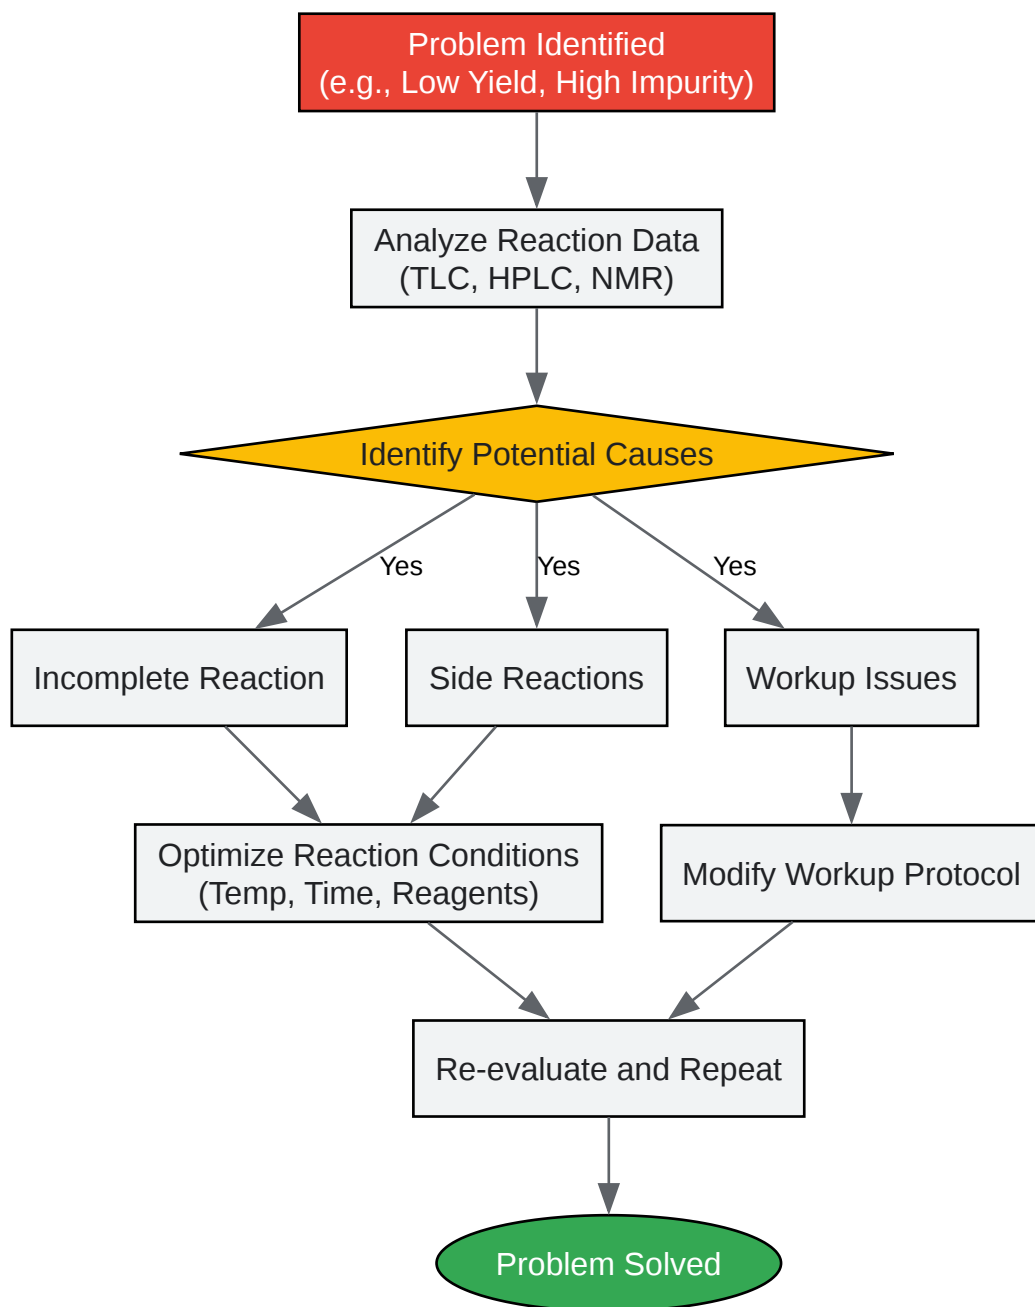 Problem Identified
(e.g., Low Yield, High Impurity)
Analyze Reaction Data
(TLC, HPLC, NMR)
Identify Potential Causes
Yes
Yes
Yes
Incomplete Reaction
Side Reactions
Workup Issues
Optimize Reaction Conditions
(Temp, Time, Reagents)
Modify Workup Protocol
Re-evaluate and Repeat
Problem Solved